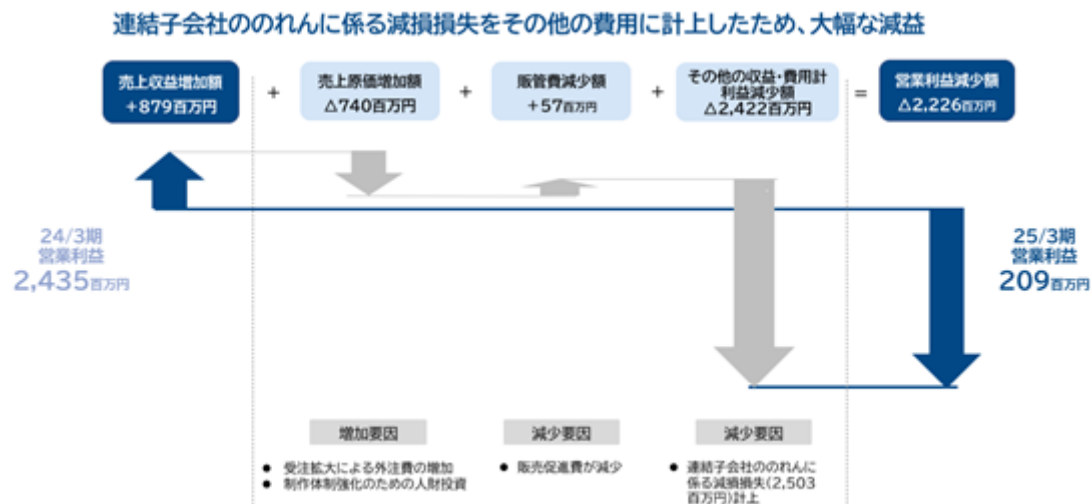 連結子会社ののれんに係る減損損失をその他の費用に計上したため、大幅な減益
売上収益増加額
+879百万円
+
売上原価増加額
△740百万円
+
販管費減少額
+57百万円
+
その他の収益・費用計
利益減少額
△2,422百万円
=
営業利益減少額
△2,226百万円
24/3期
営業利益
2,435百万円
25/3期
営業利益
209百万円
増加要因
● 受注拡大による外注費の増加
● 制作体制強化のための人財投資
減少要因
● 販売促進費が減少
減少要因
● 連結子会社ののれんに
係る減損損失(2,503
百万円)計上